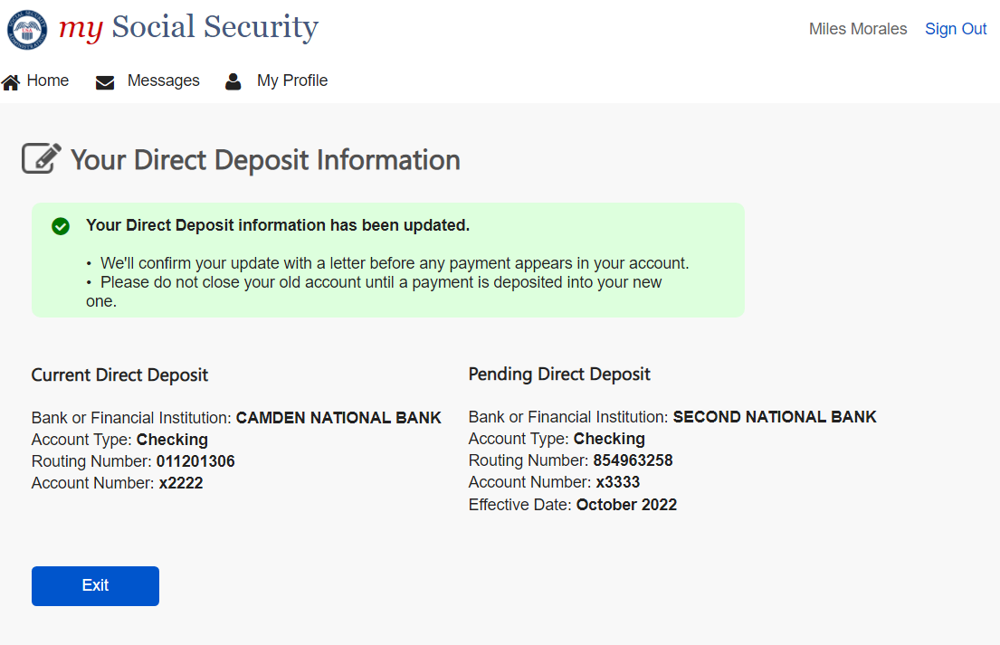 my Social Security
Miles Morales Sign Out
Home Messages My Profile
Your Direct Deposit Information
Your Direct Deposit information has been updated.
• We'll confirm your update with a letter before any payment appears in your account.
• Please do not close your old account until a payment is deposited into your new
one.
Current Direct Deposit
Bank or Financial Institution: CAMDEN NATIONAL BANK
Account Type: Checking
Routing Number: 011201306
Account Number: x2222
Pending Direct Deposit
Bank or Financial Institution: SECOND NATIONAL BANK
Account Type: Checking
Routing Number: 854963258
Account Number: x3333
Effective Date: October 2022
Exit